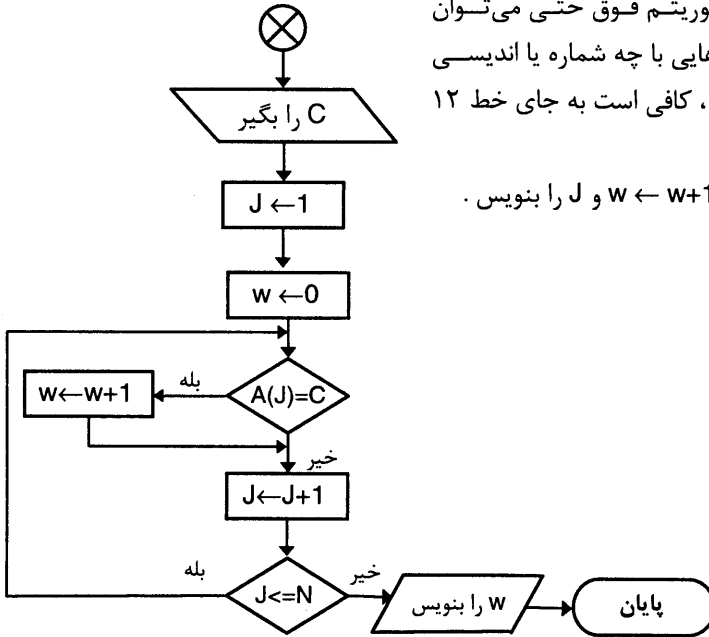 وریتم فوق حتی می‌توان
هایی با چه شماره یا اندیسی
، کافی است به جای خط ۱۲
w ← w+1 و J را بنویس .
C را بگیر
J ←1
w ←0
A(J)=C
بله
w←w+1
خیر
J←J+1
J<=N
بله
خیر
w را بنویس
پایان